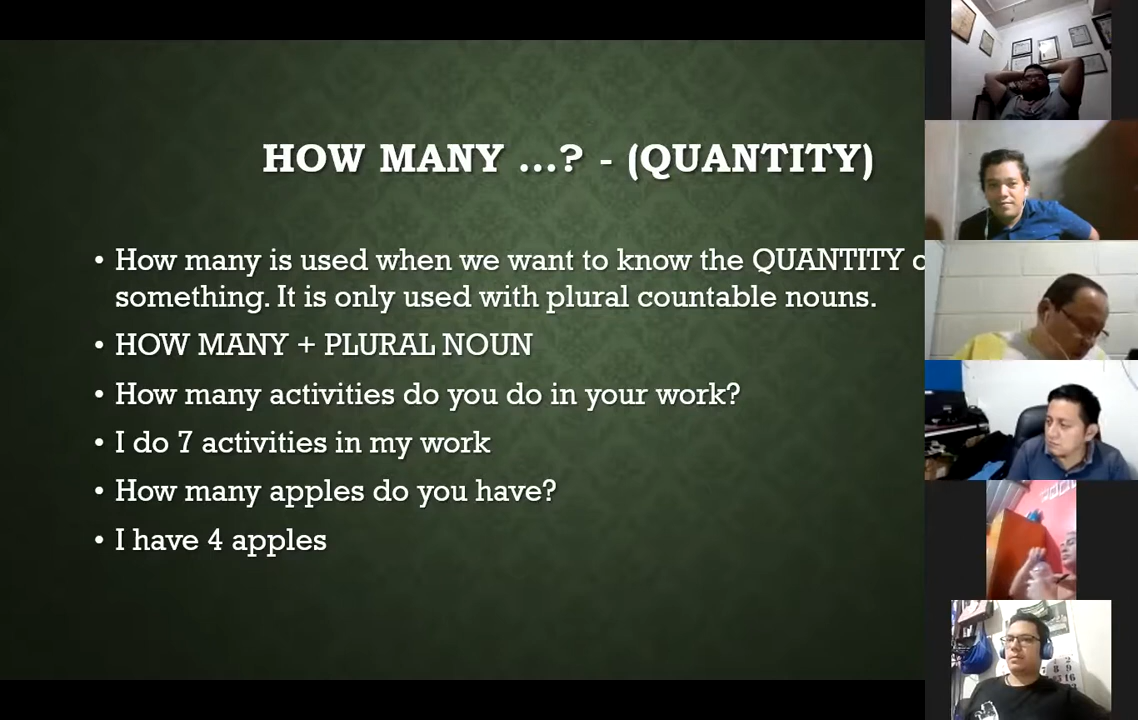 HOW MANY ...? - (QUANTITY)
• How many is used when we want to know the QUANTITY
something. It is only used with plural countable nouns.
• HOW MANY + PLURAL NOUN
• How many activities do you do in your work?
• I do 7 activities in my work
• How many apples do you have?
• I have 4 apples